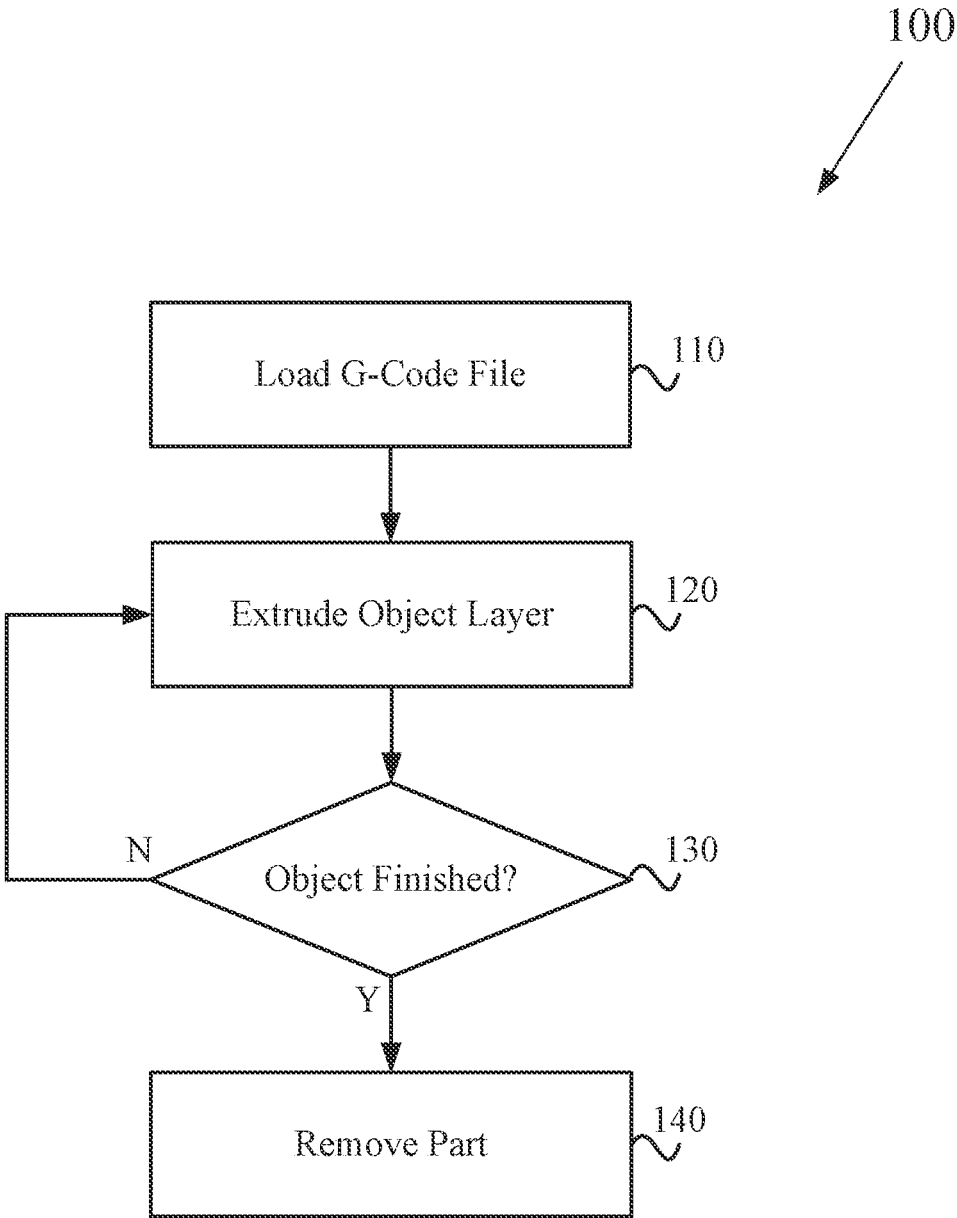 100
Load G-Code File
110
Extrude Object Layer
120
N
Object Finished?
130
Y
Remove Part
140